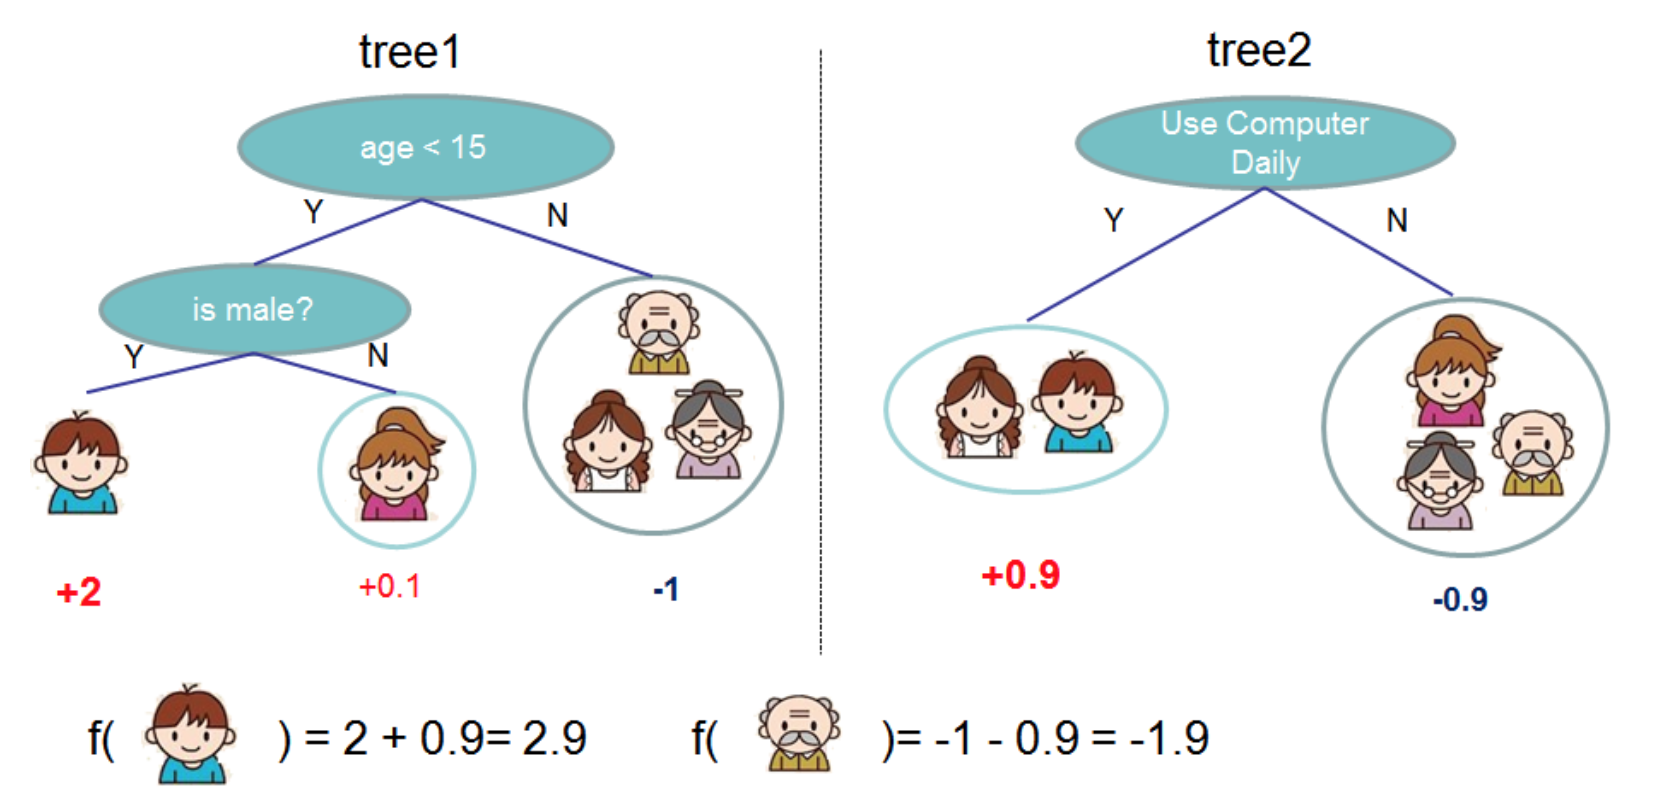 tree1
age < 15
Y
N
is male?
Y
N
+2
+0.1
-1
tree2
Use Computer
Daily
Y
N
+0.9
-0.9
f( ) = 2 + 0.9= 2.9
f( )= -1 - 0.9 = -1.9